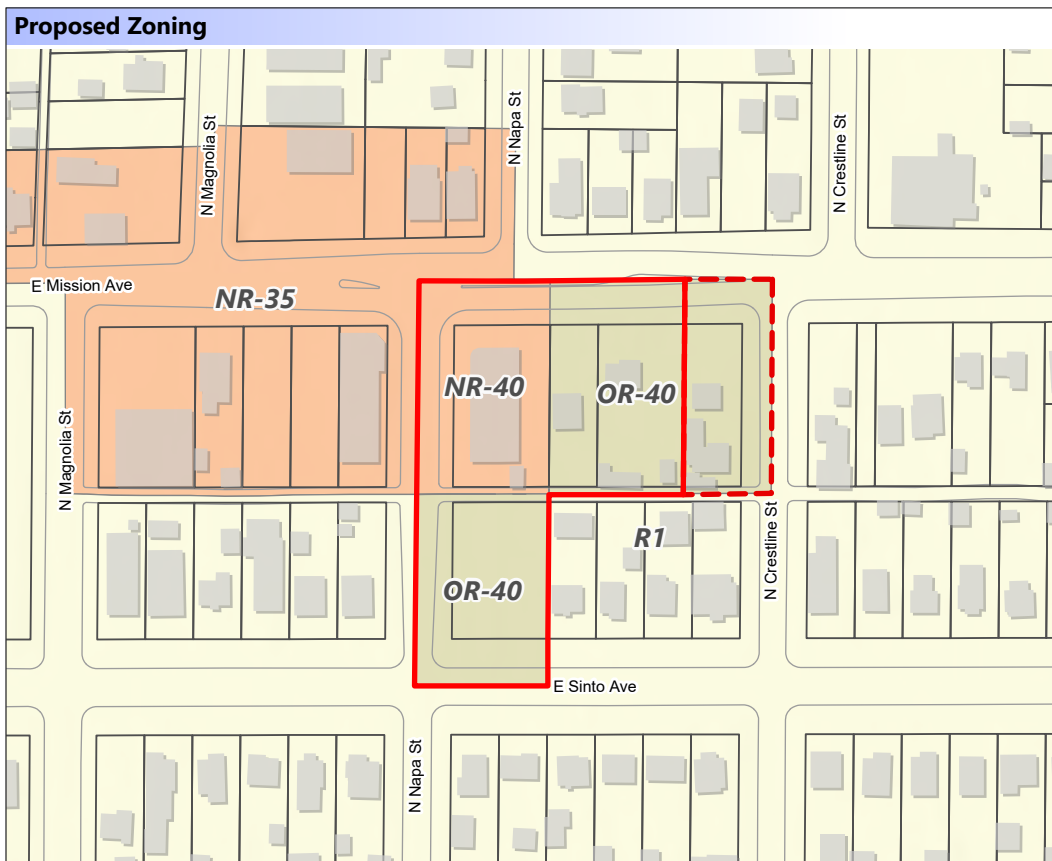 Proposed Zoning
N Magnolia St
N Napa St
N Crestline St
E Mission Ave
NR-35
NR-40
OR-40
N Magnolia St
R1
N Crestline St
OR-40
E Sinto Ave
N Napa St